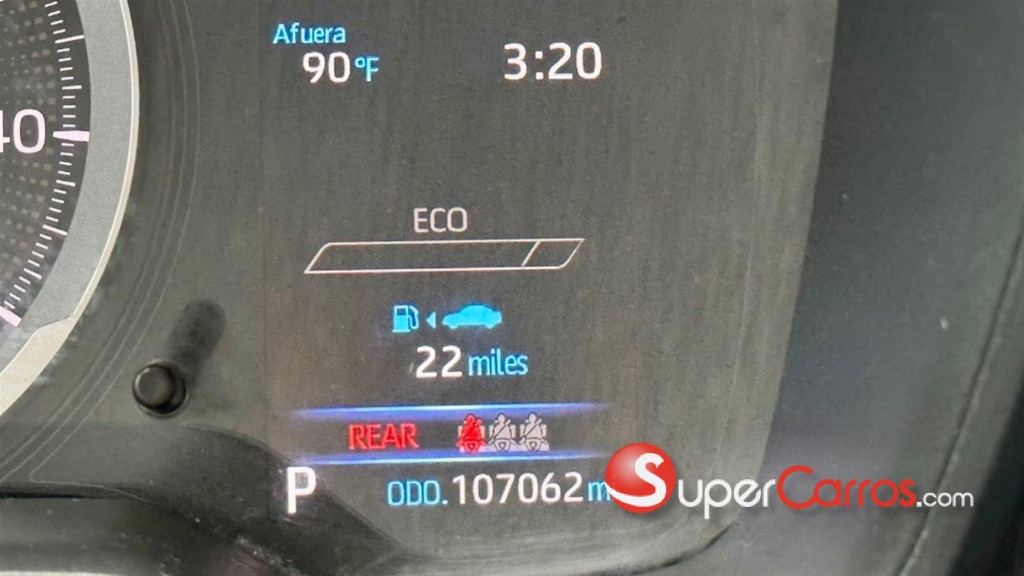 Afuera
90 °F 3:20
40
ECO
22 miles
REAR
P ODO. 107062 m
SuperCarros.com